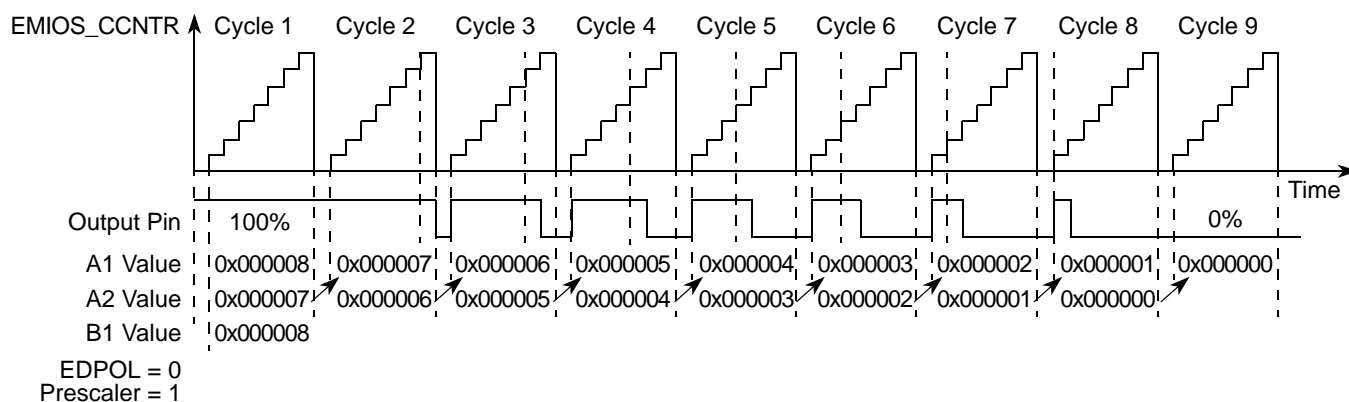 EMIOS_CCNTR Cycle 1 Cycle 2 Cycle 3 Cycle 4 Cycle 5 Cycle 6 Cycle 7 Cycle 8 Cycle 9
Time
Output Pin 100% 0%
A1 Value 0x000008 0x000007 0x000006 0x000005 0x000004 0x000003 0x000002 0x000001 0x000000
A2 Value 0x000007 0x000006 0x000005 0x000004 0x000003 0x000002 0x000001 0x000000
B1 Value 0x000008
EDPOL = 0
Prescaler = 1